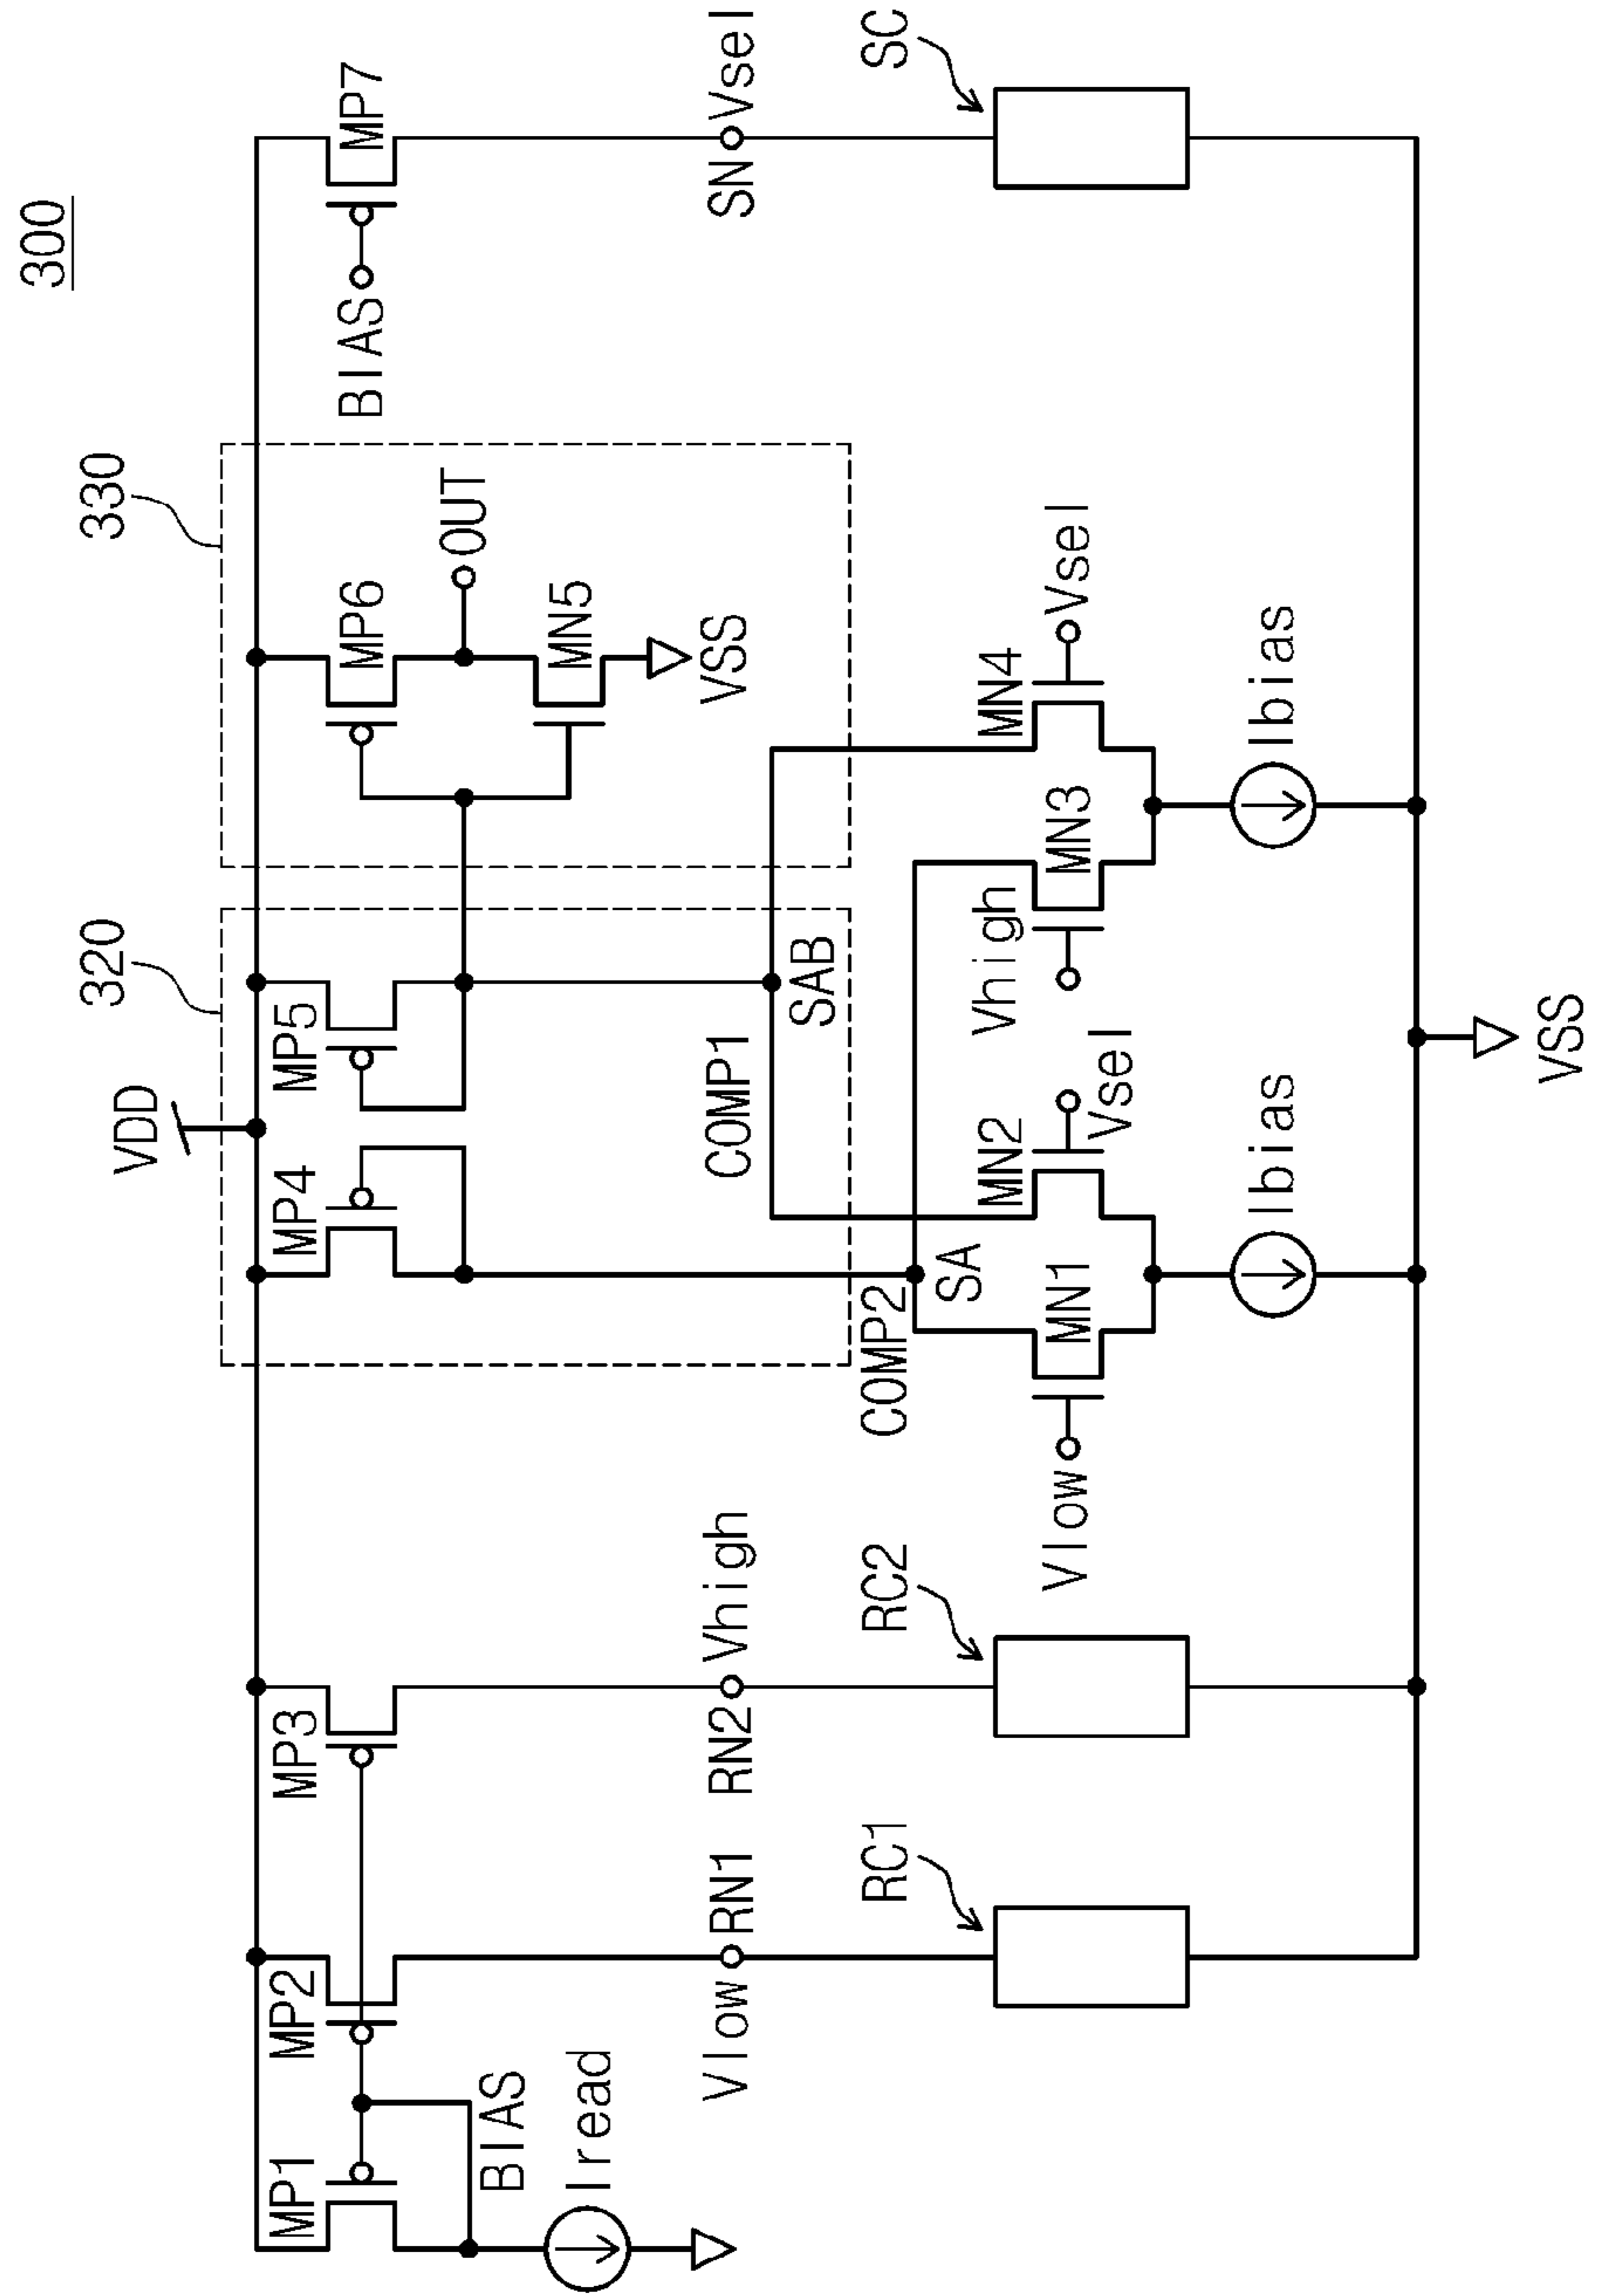 300
VDD
320
330
MP1
MP2
MP3
MP4
MP5
MP6
BIAS
MP7
BIAS
Iread
OUT
MN5
VSS
Vlow
RN1
RN2
Vhigh
COMP1
SAB
SN
Vsel
COMP2
SA
RC1
RC2
SC
Vlow
MN1
MN2
Vsel
Vhigh
MN3
MN4
Vsel
Ibias
Ibias
VSS